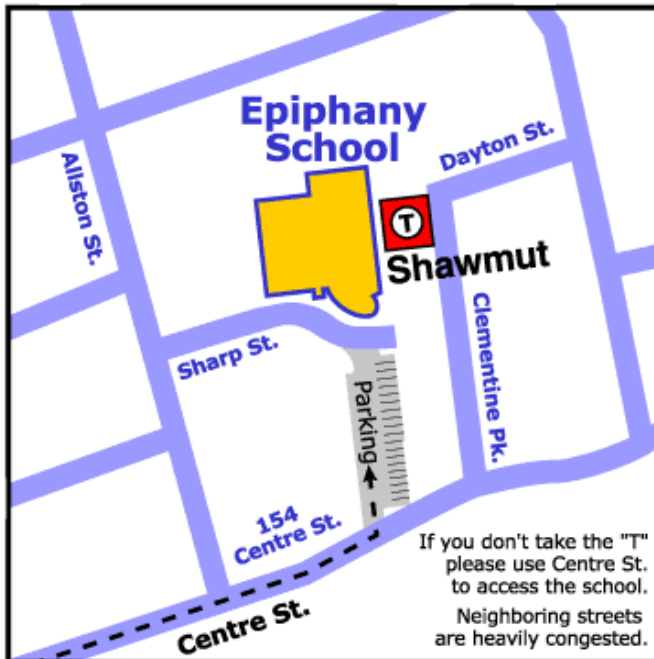 Epiphany
School
Dayton St.
Allston St.
T
Shawmut
Sharp St.
Clementine Pk.
Parking
154
Centre St.
Centre St.
If you don't take the "T"
please use Centre St.
to access the school.
Neighboring streets
are heavily congested.